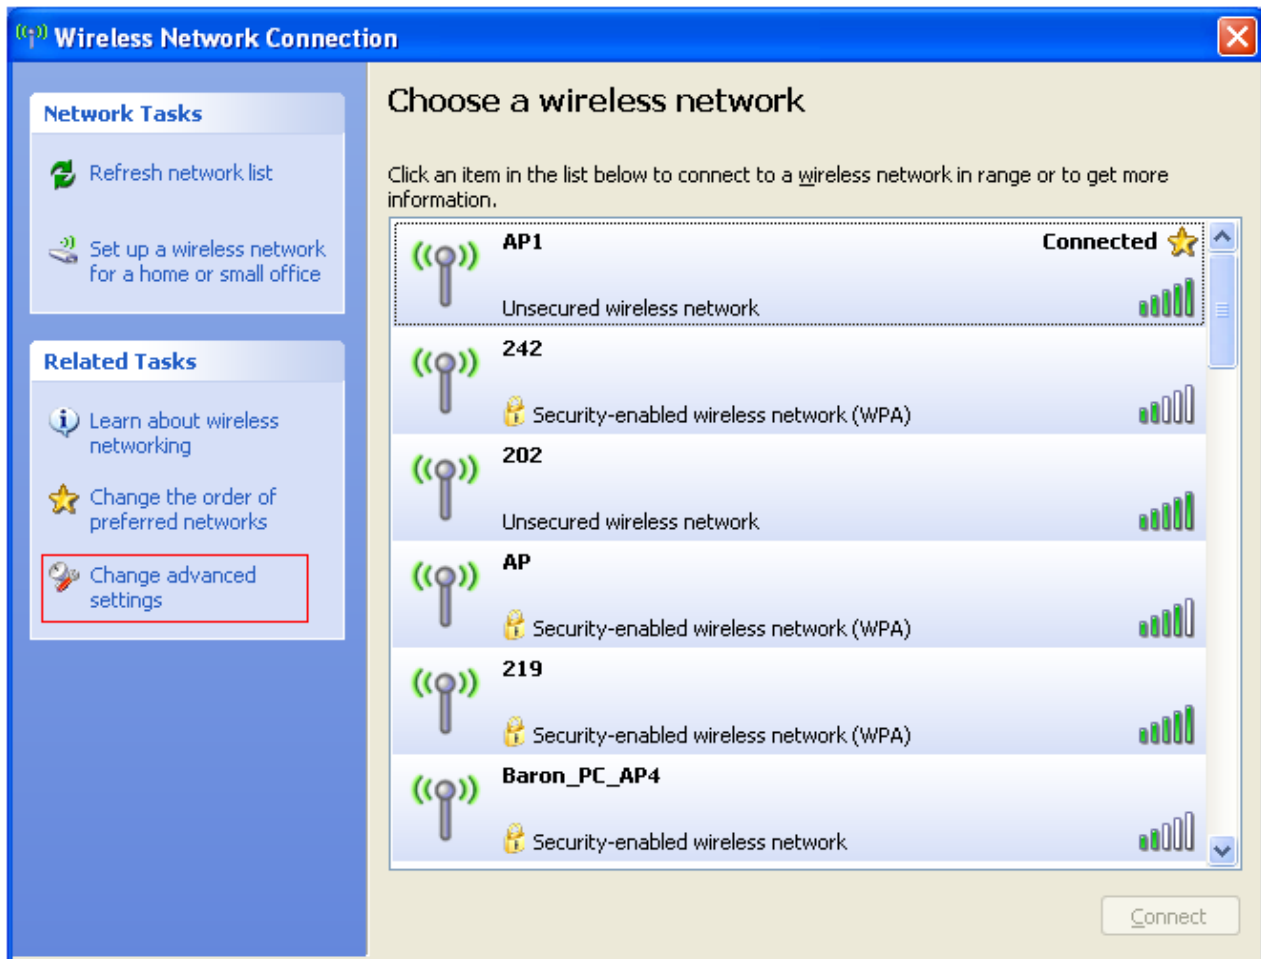 Wireless Network Connection
Network Tasks
Refresh network list
Set up a wireless network
for a home or small office
Related Tasks
Learn about wireless
networking
Change the order of
preferred networks
Change advanced
settings
Choose a wireless network
Click an item in the list below to connect to a wireless network in range or to get more
information.
AP1
Connected
Unsecured wireless network
242
Security-enabled wireless network (WPA)
202
Unsecured wireless network
AP
Security-enabled wireless network (WPA)
219
Security-enabled wireless network (WPA)
Baron_PC_AP4
Security-enabled wireless network
Connect